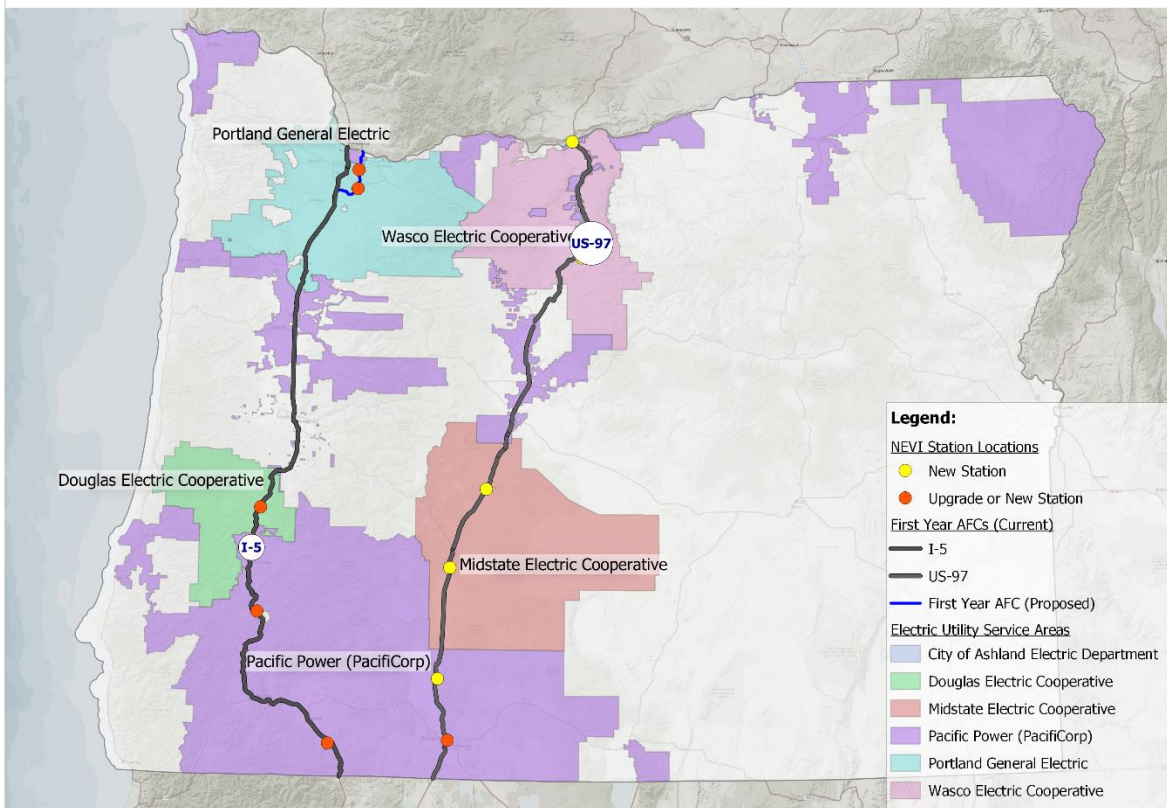 Portland General Electric
Wasco Electric Cooperative
US-97
Douglas Electric Cooperative
I-5
Midstate Electric Cooperative
Pacific Power (PacifiCorp)
Legend:
NEVI Station Locations
New Station
Upgrade or New Station
First Year AFCs (Current)
I-5
US-97
First Year AFC (Proposed)
Electric Utility Service Areas
City of Ashland Electric Department
Douglas Electric Cooperative
Midstate Electric Cooperative
Pacific Power (PacifiCorp)
Portland General Electric
Wasco Electric Cooperative